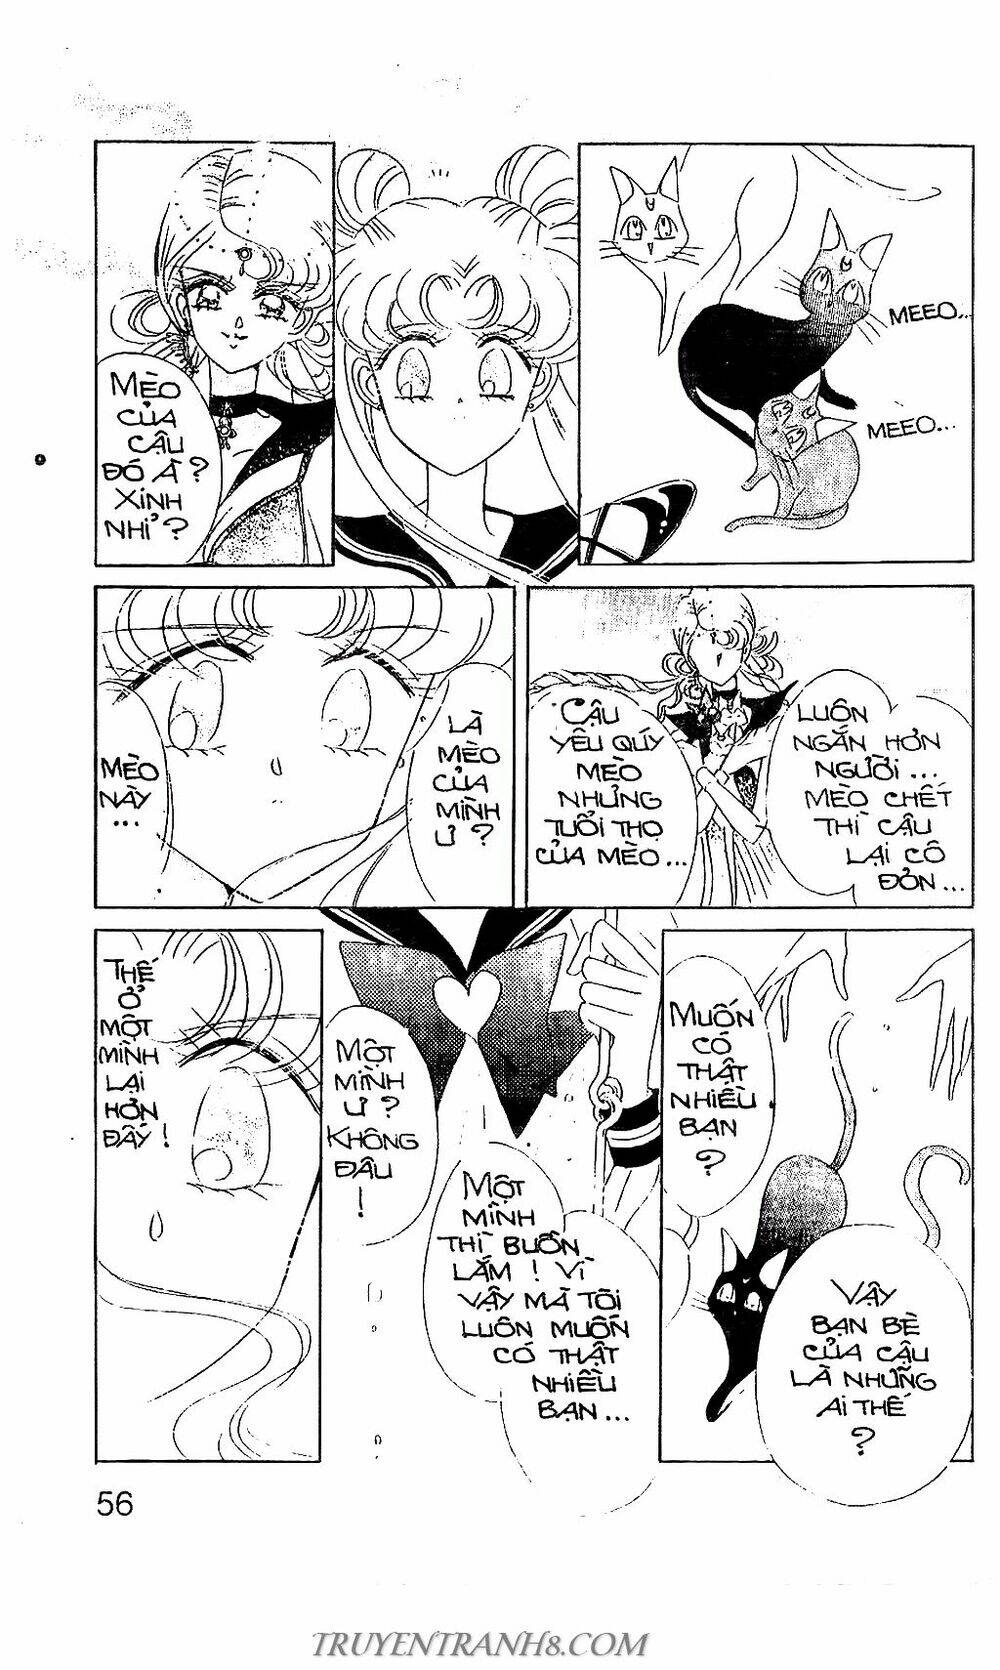 MEEO...
MEEO...
MÈO
CỦA
CẬU
ĐÓ À?
XINH
NHỈ?
LUÔN
NGẮN HƠN
NGƯỜI...
MÈO CHẾT
THÌ CẬU
LẠI CÔ
ĐƠN...
CẬU
YÊU QÚY
MÈO
NHƯNG
TUỔI THỌ
CỦA MÈO...
LÀ
MÈO
CỦA
MÌNH
Ư?
MÈO
NÀY
...
MUỐN
CÓ
THẬT
NHIỀU
BẠN
?
VẬY
BẠN BÈ
CỦA CẬU
LÀ NHỮNG
AI THẾ
?
MỘT
MÌNH
Ư?
KHÔNG
ĐÂU
!
MỘT
MÌNH
THÌ BUỒN
LẮM! VÌ
VẬY MÀ TÔI
LUÔN MUỐN
CÓ THẬT
NHIỀU
BẠN...
THẾ
Ở
MỘT
MÌNH
LẠI
HƠN
ĐẤY!
56
TRUYENTRANH8.COM